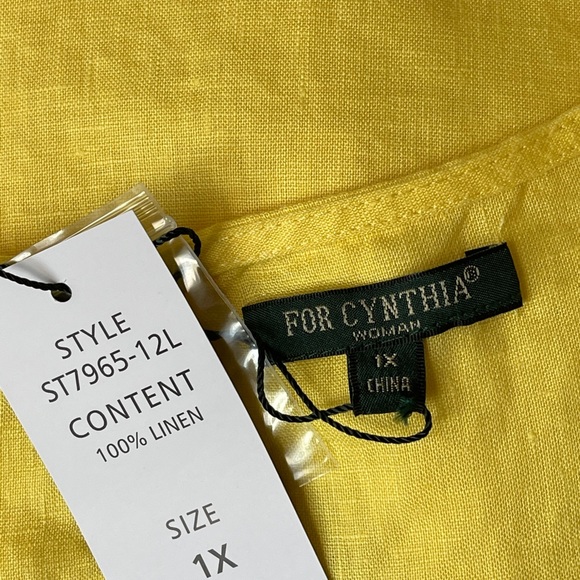 STYLE
ST7965-12L
CONTENT
100% LINEN
SIZE
1X
FOR CYNTHIA®
WOMAN
1X
CHINA